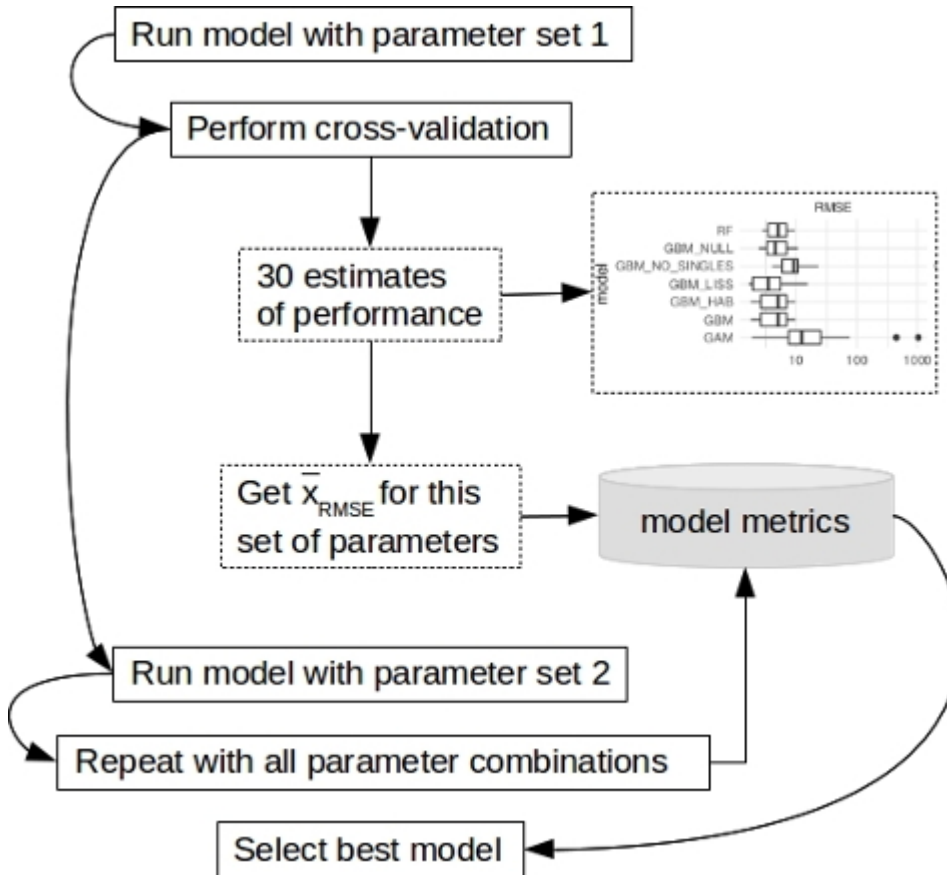 Run model with parameter set 1
Perform cross-validation
30 estimates
of performance
RMSE
model
RF
GBM_NULL
GBM_NO_SINGLES
GBM_LISS
GBM_HAB
GBM
GAM
10 100 1000
Get x̅RMSE for this
set of parameters
model metrics
Run model with parameter set 2
Repeat with all parameter combinations
Select best model